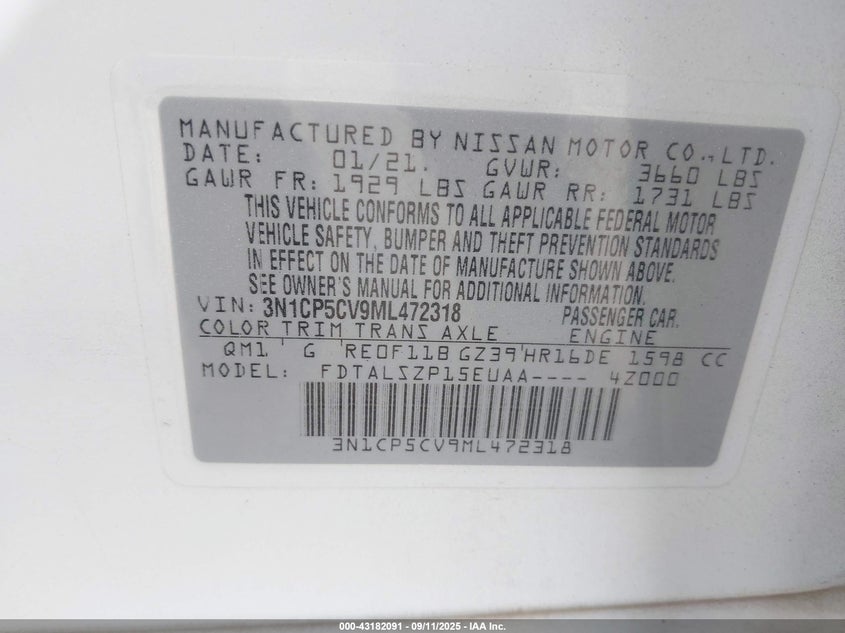 MANUFACTURED BY NISSAN MOTOR CO., LTD.
DATE: 01/21. GVWR: 3660 LBS
GAWR FR: 1929 LBS GAWR RR: 1731 LBS
THIS VEHICLE CONFORMS TO ALL APPLICABLE FEDERAL MOTOR
VEHICLE SAFETY, BUMPER AND THEFT PREVENTION STANDARDS
IN EFFECT ON THE DATE OF MANUFACTURE SHOWN ABOVE.
SEE OWNER'S MANUAL FOR ADDITIONAL INFORMATION.
VIN: 3N1CP5CV9ML472318 PASSENGER CAR.
COLOR TRIM TRANS AXLE ENGINE
QM1 G RE0F11B GZ39 HR16DE 1598 CC
MODEL: FDTALSZP15EUAA---- 4Z000
3N1CP5CV9ML472318
000-43182091 - 09/11/2025 - IAA Inc.